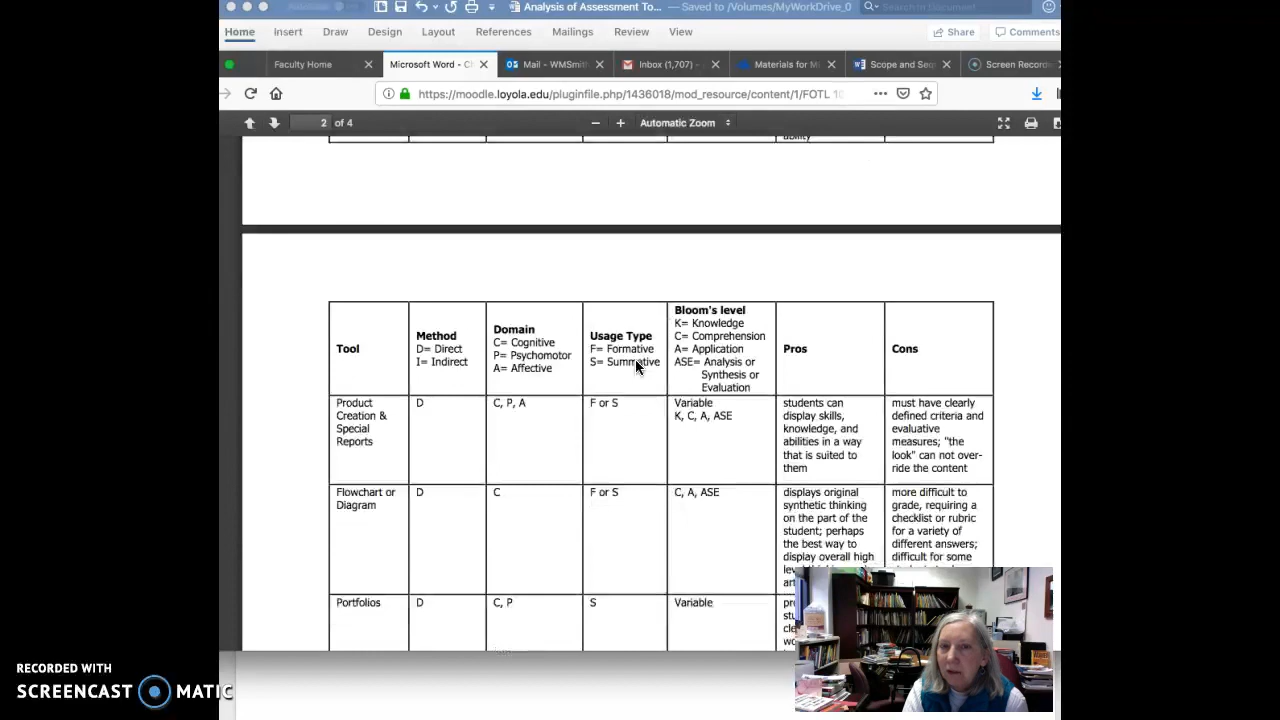 Analysis of Assessment To... — Saved to /Volumes/MyWorkDrive_0
Search in Document
Home Insert Draw Design Layout References Mailings Review View Share Comments
Faculty Home Microsoft Word - Ch Mail - WMSmith Inbox (1,707) - Materials for Mi Scope and Seq Screen Record
https://moodle.loyola.edu/pluginfile.php/1436018/mod_resource/content/1/FOTL 10
2 of 4 Automatic Zoom
ability
Tool
Method
D= Direct
I= Indirect
Domain
C= Cognitive
P= Psychomotor
A= Affective
Usage Type
F= Formative
S= Summative
Bloom's level
K= Knowledge
C= Comprehension
A= Application
ASE= Analysis or
Synthesis or
Evaluation
Pros
Cons
Product
Creation &
Special
Reports
D
C, P, A
F or S
Variable
K, C, A, ASE
students can
display skills,
knowledge, and
abilities in a way
that is suited to
them
must have clearly
defined criteria and
evaluative
measures; "the
look" can not over-
ride the content
Flowchart or
Diagram
D
C
F or S
C, A, ASE
displays original
synthetic thinking
on the part of the
student; perhaps
the best way to
display overall high
more difficult to
grade, requiring a
checklist or rubric
for a variety of
different answers;
difficult for some
Portfolios
D
C, P
S
Variable
RECORDED WITH
SCREENCAST MATIC